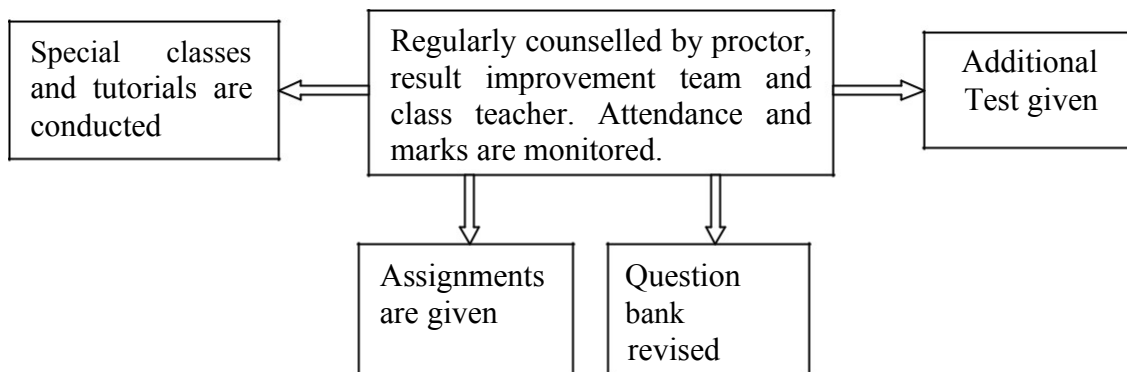 Special classes
and tutorials are
conducted
Regularly counselled by proctor,
result improvement team and
class teacher. Attendance and
marks are monitored.
Additional
Test given
Assignments
are given
Question
bank
revised